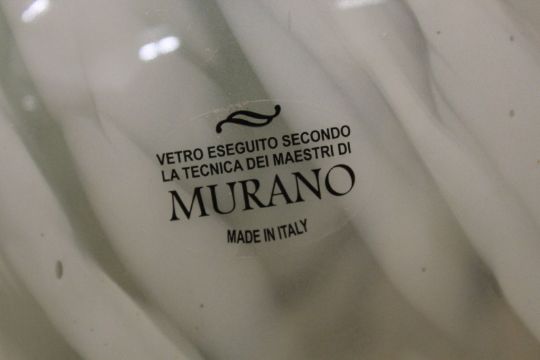 VETRO ESEGUITO SECONDO
LA TECNICA DEI MAESTRI DI
MURANO
MADE IN ITALY